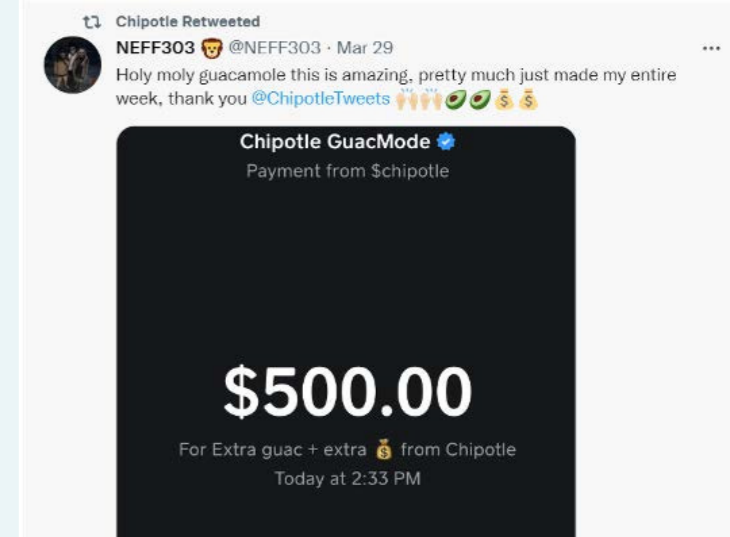 Chipotle Retweeted
NEFF303 🦁 @NEFF303 · Mar 29
Holy moly guacamole this is amazing, pretty much just made my entire
week, thank you @ChipotleTweets 🙌🏻🙌🏻🥑🥑💰💰
Chipotle GuacMode
Payment from $chipotle
$500.00
For Extra guac + extra 💰 from Chipotle
Today at 2:33 PM